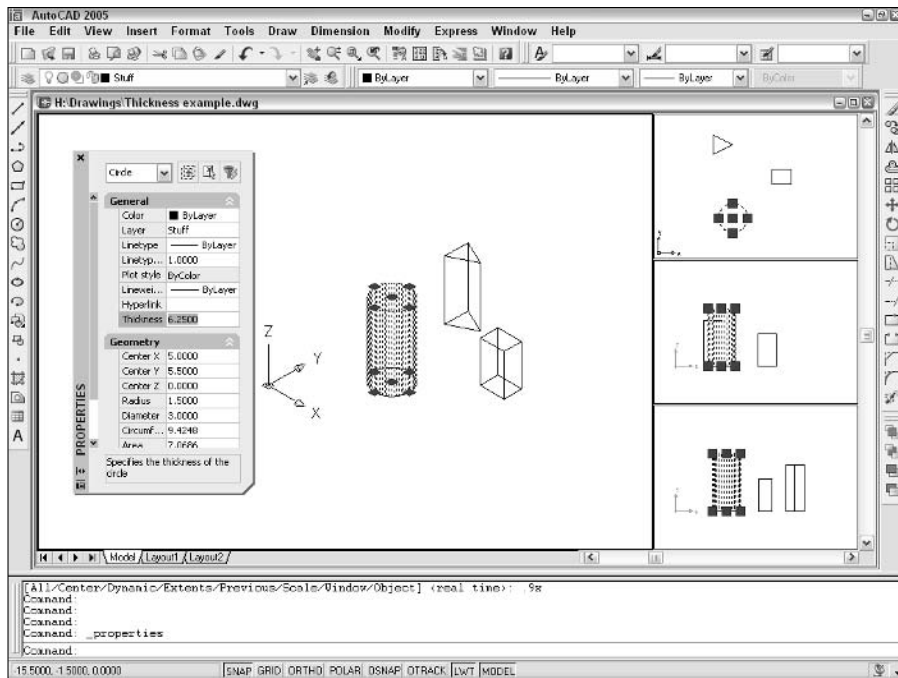 AutoCAD 2005
File Edit View Insert Format Tools Draw Dimension Modify Express Window Help
Stuff ByLayer ByLayer ByLayer ByColor
H:\Drawings\Thickness example.dwg
Circle
General
Color ByLayer
Layer Stuff
Linetype ByLayer
Linetyp... 1.0000
Plot style ByColor
Linewei... ByLayer
Hyperlink
Thickness 6.2500
Geometry
Center X 5.0000
Center Y 5.5000
Center Z 0.0000
Radius 1.5000
Diameter 3.0000
Circumf... 9.4248
Area 7.0686
Specifies the thickness of the
circle
PROPERTIES
Z
Y
X
A
Model Layout1 Layout2
[All/Center/Dynamic/Extents/Previous/Scale/Window/Object] <real time>: .9x
Command:
Command:
Command:
Command: _properties
Command:
-15.5000, -1.5000, 0.0000 SNAP GRID ORTHO POLAR OSNAP OTRACK LWT MODEL